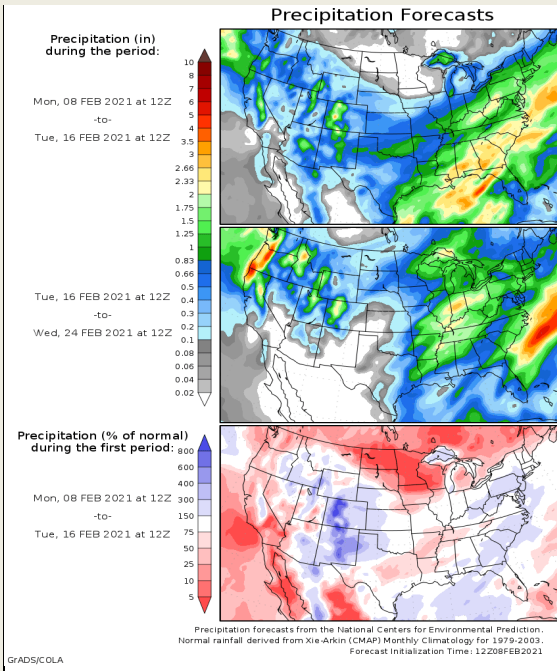 Precipitation Forecasts
Precipitation (in)
during the period:
Mon, 08 FEB 2021 at 12Z
-to-
Tue, 16 FEB 2021 at 12Z
10
8
7
6
5
4
3.5
3
2.66
2.33
2
1.75
1.5
1.25
1
0.83
0.66
0.5
0.4
0.3
0.2
0.1
0.08
0.06
0.04
0.02
Tue, 16 FEB 2021 at 12Z
-to-
Wed, 24 FEB 2021 at 12Z
Precipitation (% of normal)
during the first period:
Mon, 08 FEB 2021 at 12Z
-to-
Tue, 16 FEB 2021 at 12Z
800
600
400
300
150
75
50
25
10
5
Precipitation forecasts from the National Centers for Environmental Prediction.
Normal rainfall derived from Xie-Arkin (CMAP) Monthly Climatology for 1979-2003.
Forecast Initialization Time: 12Z08FEB2021
GrADS/COLA